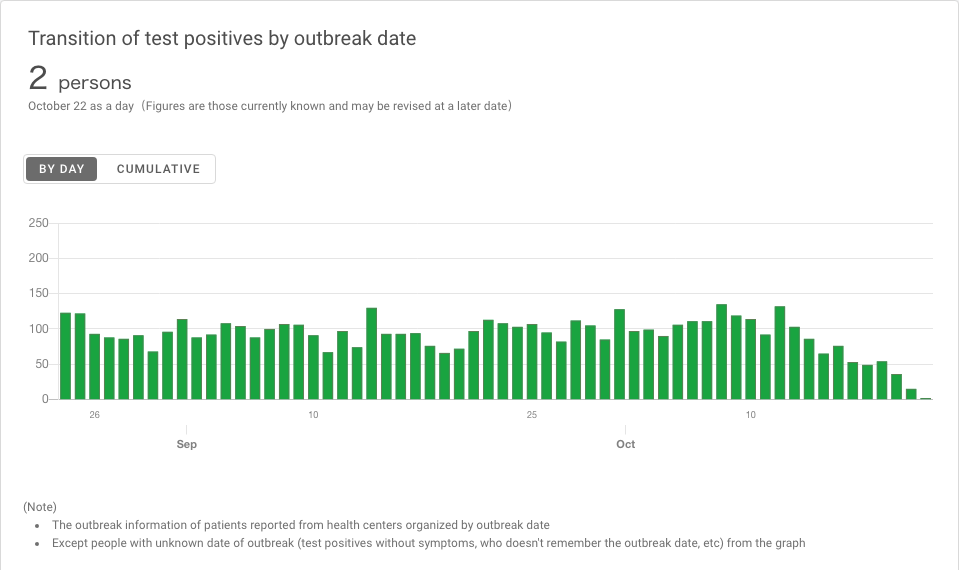 Transition of test positives by outbreak date
2 persons
October 22 as a day（Figures are those currently known and may be revised at a later date）
BY DAY CUMULATIVE
250
200
150
100
50
0
26 10 25 10
Sep Oct
(Note)
• The outbreak information of patients reported from health centers organized by outbreak date
• Except people with unknown date of outbreak (test positives without symptoms, who doesn't remember the outbreak date, etc) from the graph